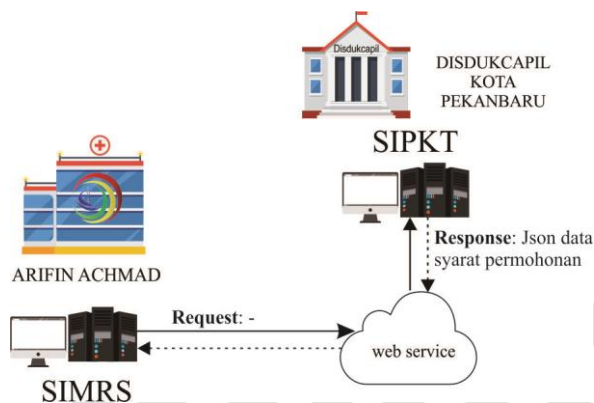 Disdukcapil
DISDUKCAPIL
KOTA
PEKANBARU
SIPKT
Response: Json data
syarat permohonan
ARIFIN ACHMAD
Request: -
web service
SIMRS